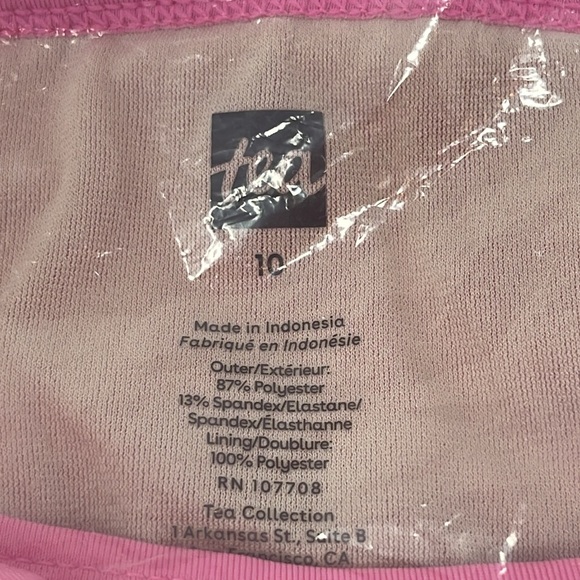 tea
10
Made in Indonesia
Fabriqué en Indonésie
Outer/Extérieur:
87% Polyester
13% Spandex/Elastane/
Spandex/Élasthanne
Lining/Doublure:
100% Polyester
RN 107708
Tea Collection
1 Arkansas St., Suite B
CA